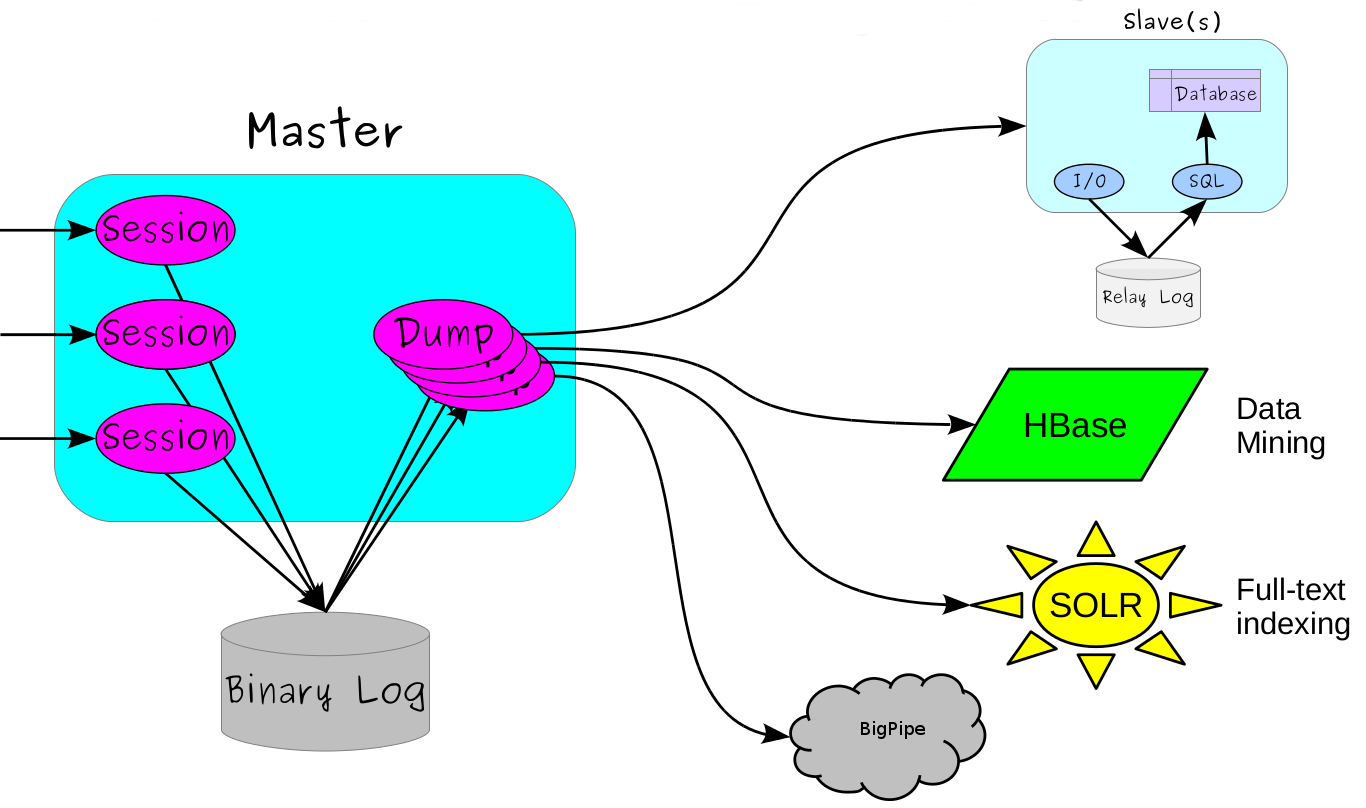 Slave(s)
Database
I/O
SQL
Relay Log
Master
Session
Session
Session
Dump
Binary Log
HBase
Data
Mining
SOLR
Full-text
indexing
BigPipe